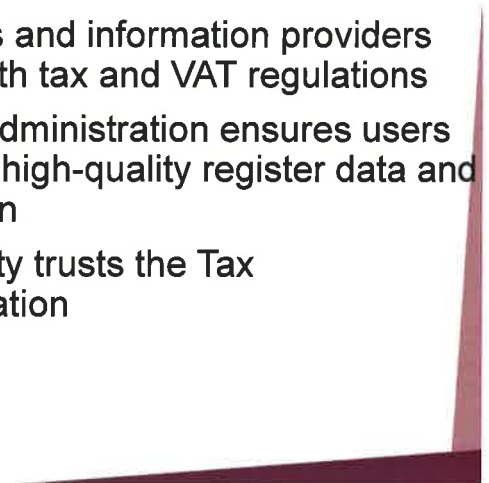 s and information providers
th tax and VAT regulations
dministration ensures users
high-quality register data and
n
ty trusts the Tax
ation